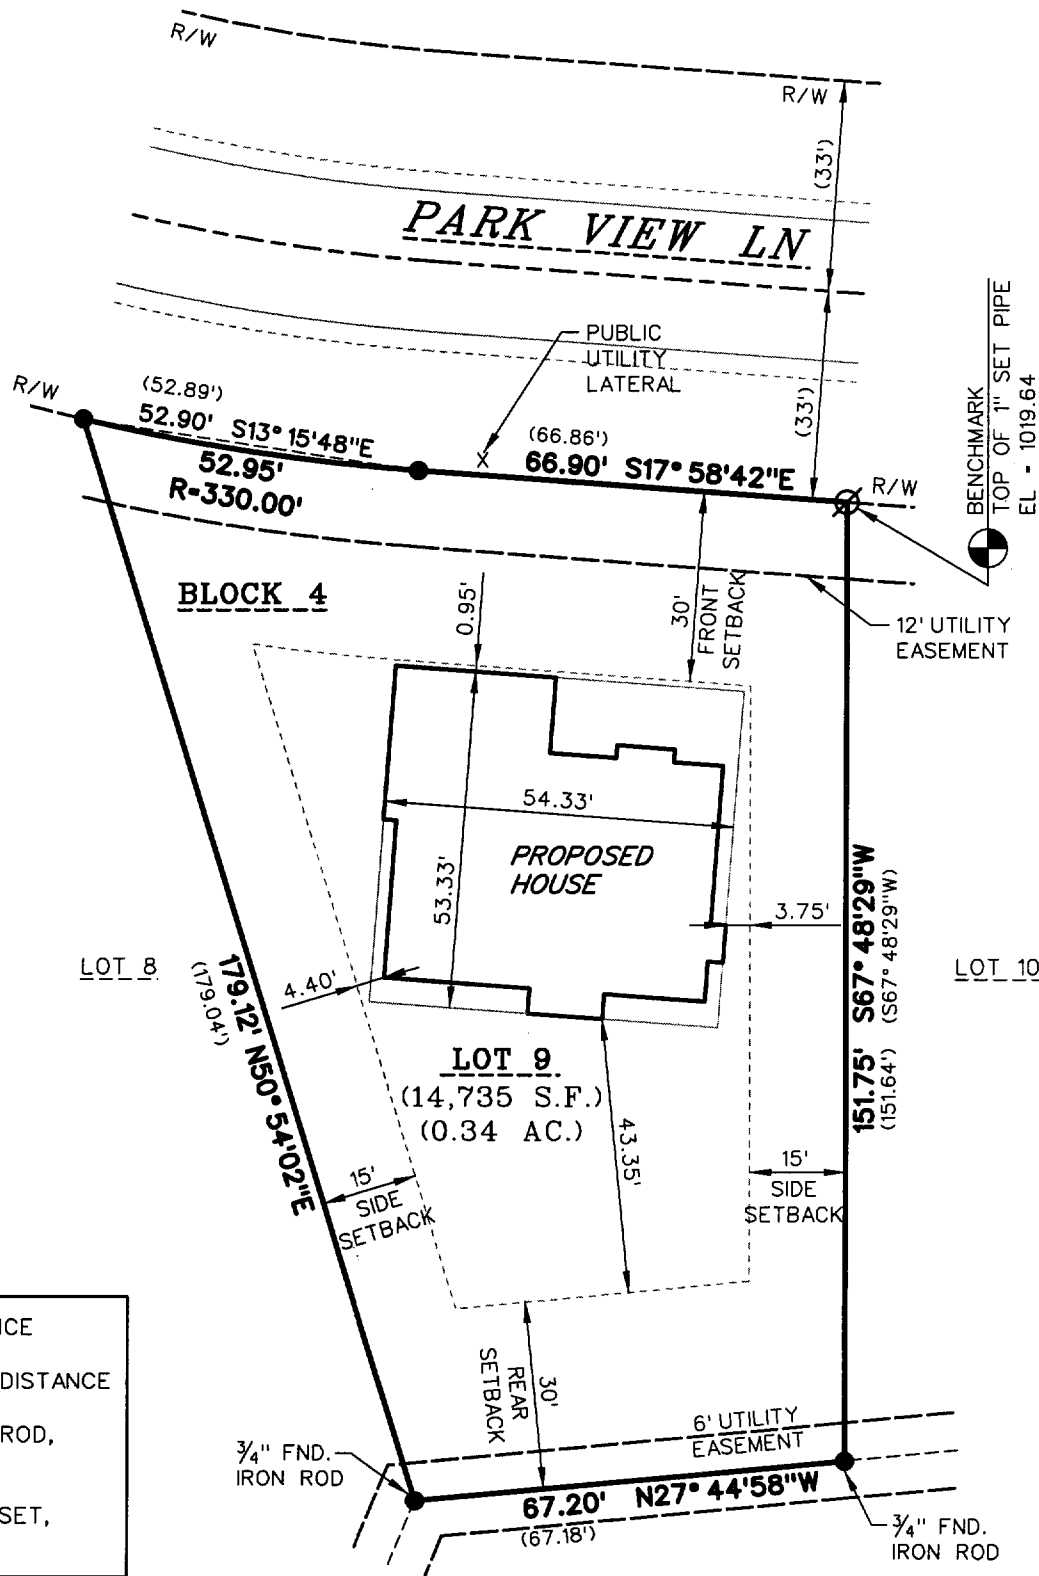 R/W
R/W
(33')
PARK VIEW LN
PUBLIC
UTILITY
LATERAL
(33')
BENCHMARK
TOP OF 1" SET PIPE
EL - 1019.64
R/W
(52.89')
52.90' S13°15'48"E
(66.86')
66.90' S17°58'42"E
X
R/W
52.95'
R=330.00'
BLOCK 4
0.95'
30'
FRONT
SETBACK
12' UTILITY
EASEMENT
54.33'
PROPOSED
HOUSE
53.33'
3.75'
151.75' S67°48'29"W
(151.64') (S67°48'29"W)
LOT 8
LOT 10
4.40'
179.12' N50°54'02"E
(179.04')
LOT 9
(14,735 S.F.)
(0.34 AC.)
43.35'
15'
SIDE
SETBACK
15'
SIDE
SETBACK
30'
REAR
SETBACK
6' UTILITY
EASEMENT
3/4" FND.
IRON ROD
67.20' N27°44'58"W
(67.18')
3/4" FND.
IRON ROD
DISTANCE
ROD,
SET,